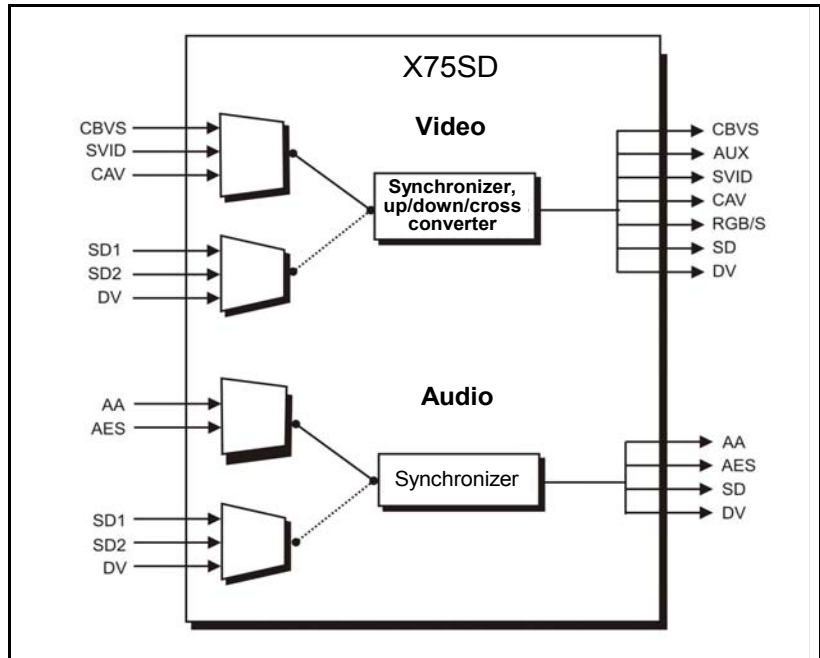 X75SD
Video
CBVS
SVID
CAV
SD1
SD2
DV
Synchronizer,
up/down/cross
converter
CBVS
AUX
SVID
CAV
RGB/S
SD
DV
Audio
AA
AES
SD1
SD2
DV
Synchronizer
AA
AES
SD
DV